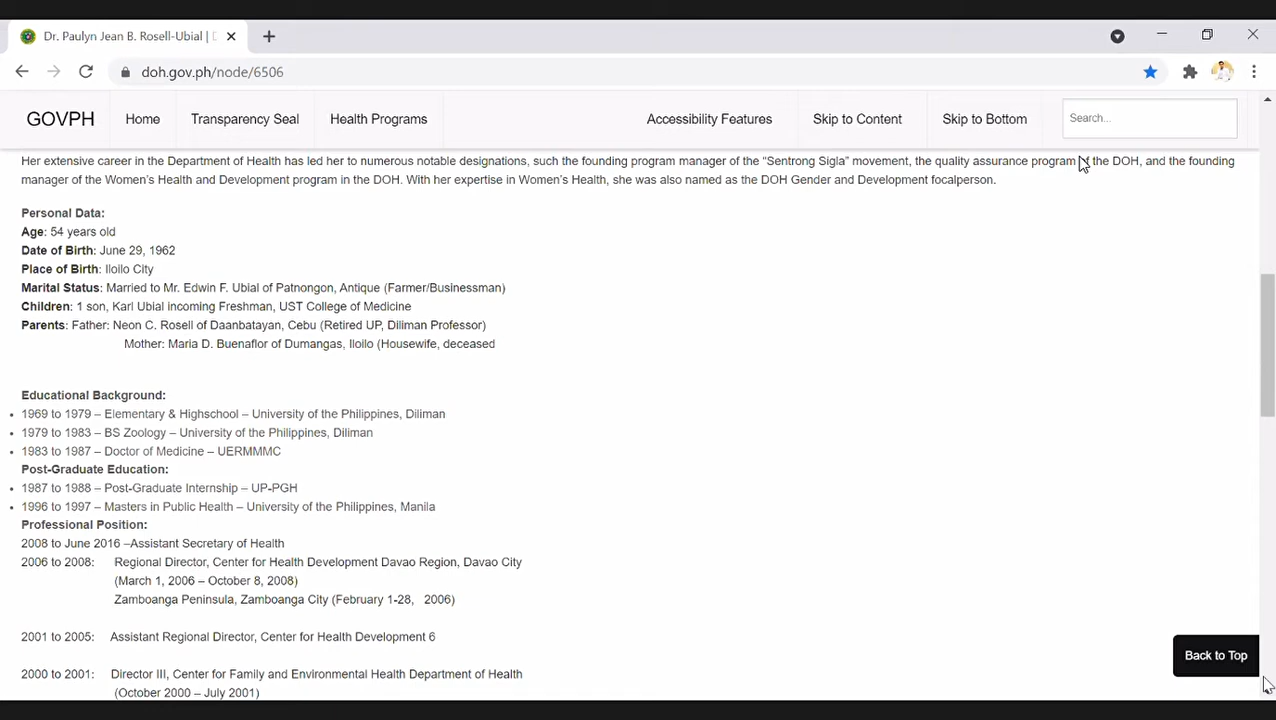 Dr. Paulyn Jean B. Rosell-Ubial |
doh.gov.ph/node/6506
GOVPH Home Transparency Seal Health Programs Accessibility Features Skip to Content Skip to Bottom Search...
Her extensive career in the Department of Health has led her to numerous notable designations, such the founding program manager of the “Sentrong Sigla” movement, the quality assurance program of the DOH, and the founding
manager of the Women’s Health and Development program in the DOH. With her expertise in Women’s Health, she was also named as the DOH Gender and Development focalperson.
Personal Data:
Age: 54 years old
Date of Birth: June 29, 1962
Place of Birth: Iloilo City
Marital Status: Married to Mr. Edwin F. Ubial of Patnongon, Antique (Farmer/Businessman)
Children: 1 son, Karl Ubial incoming Freshman, UST College of Medicine
Parents: Father: Neon C. Rosell of Daanbatayan, Cebu (Retired UP, Diliman Professor)
Mother: Maria D. Buenaflor of Dumangas, Iloilo (Housewife, deceased
Educational Background:
• 1969 to 1979 – Elementary & Highschool – University of the Philippines, Diliman
• 1979 to 1983 – BS Zoology – University of the Philippines, Diliman
• 1983 to 1987 – Doctor of Medicine – UERMMMC
Post-Graduate Education:
• 1987 to 1988 – Post-Graduate Internship – UP-PGH
• 1996 to 1997 – Masters in Public Health – University of the Philippines, Manila
Professional Position:
2008 to June 2016 –Assistant Secretary of Health
2006 to 2008: Regional Director, Center for Health Development Davao Region, Davao City
(March 1, 2006 – October 8, 2008)
Zamboanga Peninsula, Zamboanga City (February 1-28, 2006)
2001 to 2005: Assistant Regional Director, Center for Health Development 6
Back to Top
2000 to 2001: Director III, Center for Family and Environmental Health Department of Health
(October 2000 – July 2001)